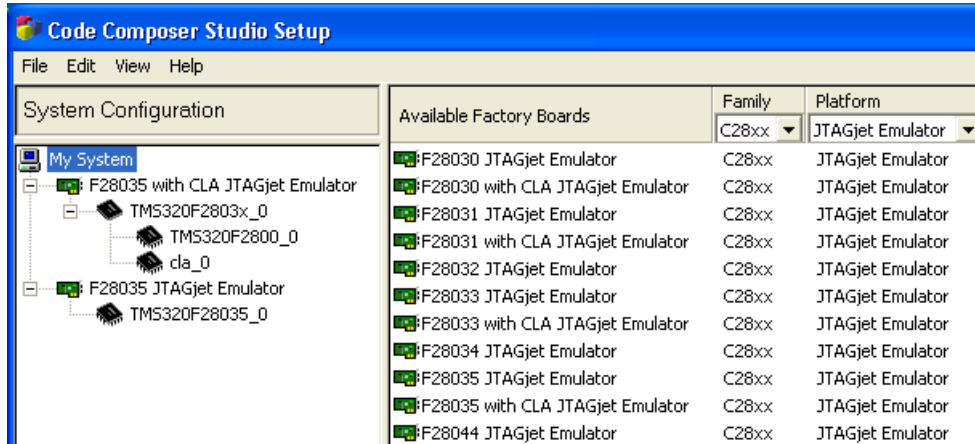 Code Composer Studio Setup
File Edit View Help
System Configuration
My System
F28035 with CLA JTAGjet Emulator
TMS320F2803x_0
TMS320F2800_0
cla_0
F28035 JTAGjet Emulator
TMS320F28035_0
Available Factory Boards Family Platform
C28xx JTAGjet Emulator
F28030 JTAGjet Emulator C28xx JTAGjet Emulator
F28030 with CLA JTAGjet Emulator C28xx JTAGjet Emulator
F28031 JTAGjet Emulator C28xx JTAGjet Emulator
F28031 with CLA JTAGjet Emulator C28xx JTAGjet Emulator
F28032 JTAGjet Emulator C28xx JTAGjet Emulator
F28033 JTAGjet Emulator C28xx JTAGjet Emulator
F28033 with CLA JTAGjet Emulator C28xx JTAGjet Emulator
F28034 JTAGjet Emulator C28xx JTAGjet Emulator
F28035 JTAGjet Emulator C28xx JTAGjet Emulator
F28035 with CLA JTAGjet Emulator C28xx JTAGjet Emulator
F28044 JTAGjet Emulator C28xx JTAGjet Emulator